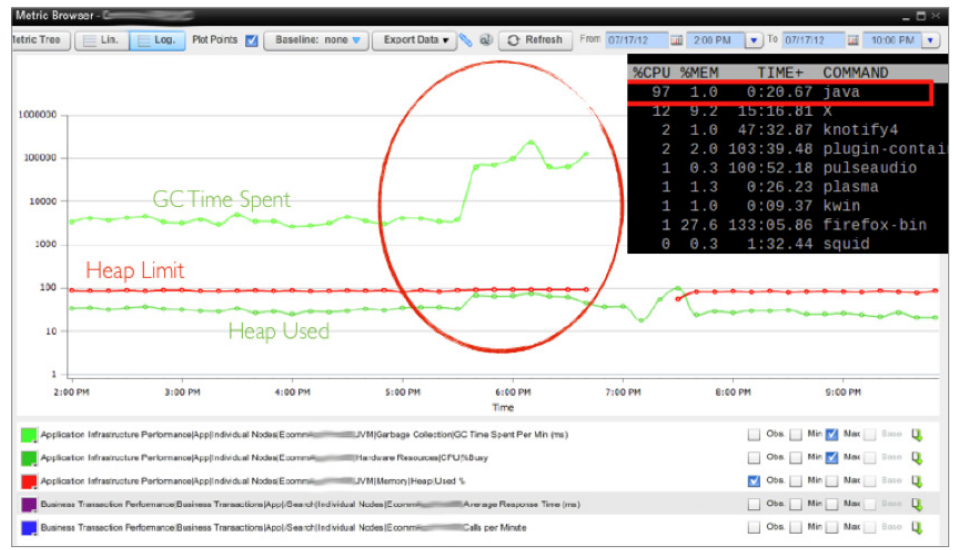 Metric Browser -
Metric Tree Lin. Log. Plot Points Baseline: none Export Data Refresh From 07/17/12 2:00 PM To 07/17/12 10:00 PM
%CPU %MEM TIME+ COMMAND
97 1.0 0:20.67 java
12 9.2 15:16.81 X
2 1.0 47:32.87 knotify4
2 2.0 103:39.48 plugin-contai
1 0.3 100:52.18 pulseaudio
1 1.3 0:26.23 plasma
1 1.0 0:09.37 kwin
1 27.6 133:05.86 firefox-bin
0 0.3 1:32.44 squid
1000000
100000
10000
1000
100
10
1
GC Time Spent
Heap Limit
Heap Used
2:00 PM 3:00 PM 4:00 PM 5:00 PM 6:00 PM 7:00 PM 8:00 PM 9:00 PM
Time
Application Infrastructure Performance|App|Individual Nodes|Ecomm JVM|Garbage Collection|GC Time Spent Per Min (ms) Obs. Min Max Base
Application Infrastructure Performance|App|Individual Nodes|Ecomm Hardware Resources|CPU|%Busy Obs. Min Max Base
Application Infrastructure Performance|App|Individual Nodes|Ecomm JVM|Memory|Heap|Used % Obs. Min Max Base
Business Transaction Performance|Business Transactions|App|/Search|Individual Nodes|Ecomm Average Response Time (ms) Obs. Min Max Base
Business Transaction Performance|Business Transactions|App|/Search|Individual Nodes|Ecomm Calls per Minute Obs. Min Max Base